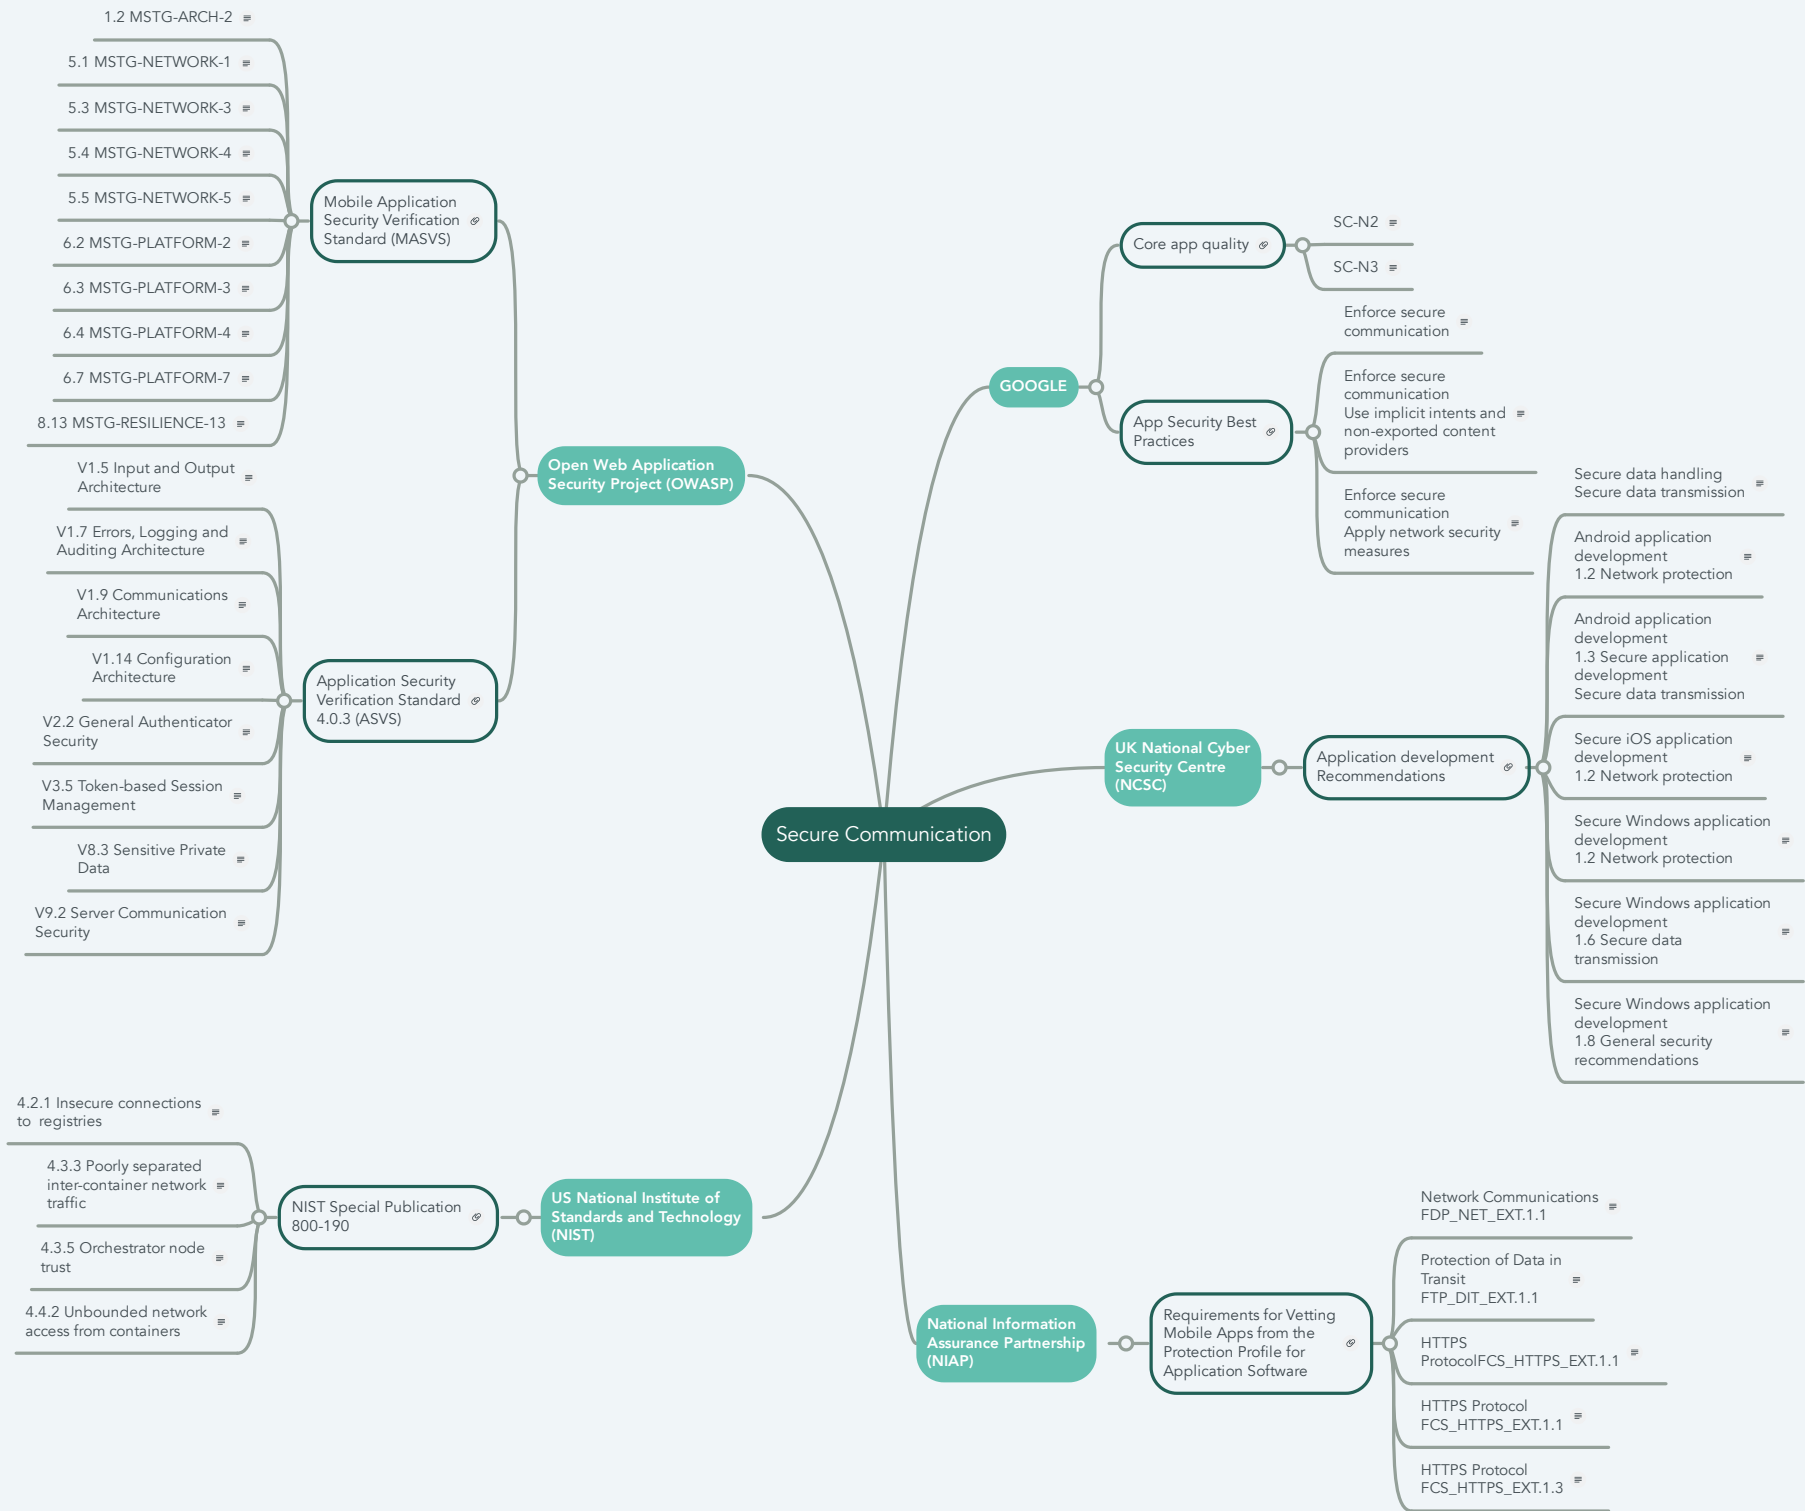 1.2 MSTG-ARCH-2
5.1 MSTG-NETWORK-1
5.3 MSTG-NETWORK-3
5.4 MSTG-NETWORK-4
5.5 MSTG-NETWORK-5
6.2 MSTG-PLATFORM-2
6.3 MSTG-PLATFORM-3
6.4 MSTG-PLATFORM-4
6.7 MSTG-PLATFORM-7
8.13 MSTG-RESILIENCE-13
Mobile Application
Security Verification
Standard (MASVS)
V1.5 Input and Output
Architecture
V1.7 Errors, Logging and
Auditing Architecture
V1.9 Communications
Architecture
V1.14 Configuration
Architecture
V2.2 General Authenticator
Security
V3.5 Token-based Session
Management
V8.3 Sensitive Private
Data
V9.2 Server Communication
Security
Application Security
Verification Standard
4.0.3 (ASVS)
Open Web Application
Security Project (OWASP)
4.2.1 Insecure connections
to registries
4.3.3 Poorly separated
inter-container network
traffic
4.3.5 Orchestrator node
trust
4.4.2 Unbounded network
access from containers
NIST Special Publication
800-190
US National Institute of
Standards and Technology
(NIST)
Secure Communication
GOOGLE
Core app quality
SC-N2
SC-N3
App Security Best
Practices
Enforce secure
communication
Enforce secure
communication
Use implicit intents and
non-exported content
providers
Enforce secure
communication
Apply network security
measures
UK National Cyber
Security Centre
(NCSC)
Application development
Recommendations
Secure data handling
Secure data transmission
Android application
development
1.2 Network protection
Android application
development
1.3 Secure application
development
Secure data transmission
Secure iOS application
development
1.2 Network protection
Secure Windows application
development
1.2 Network protection
Secure Windows application
development
1.6 Secure data
transmission
Secure Windows application
development
1.8 General security
recommendations
National Information
Assurance Partnership
(NIAP)
Requirements for Vetting
Mobile Apps from the
Protection Profile for
Application Software
Network Communications
FDP_NET_EXT.1.1
Protection of Data in
Transit
FTP_DIT_EXT.1.1
HTTPS
ProtocolFCS_HTTPS_EXT.1.1
HTTPS Protocol
FCS_HTTPS_EXT.1.1
HTTPS Protocol
FCS_HTTPS_EXT.1.3